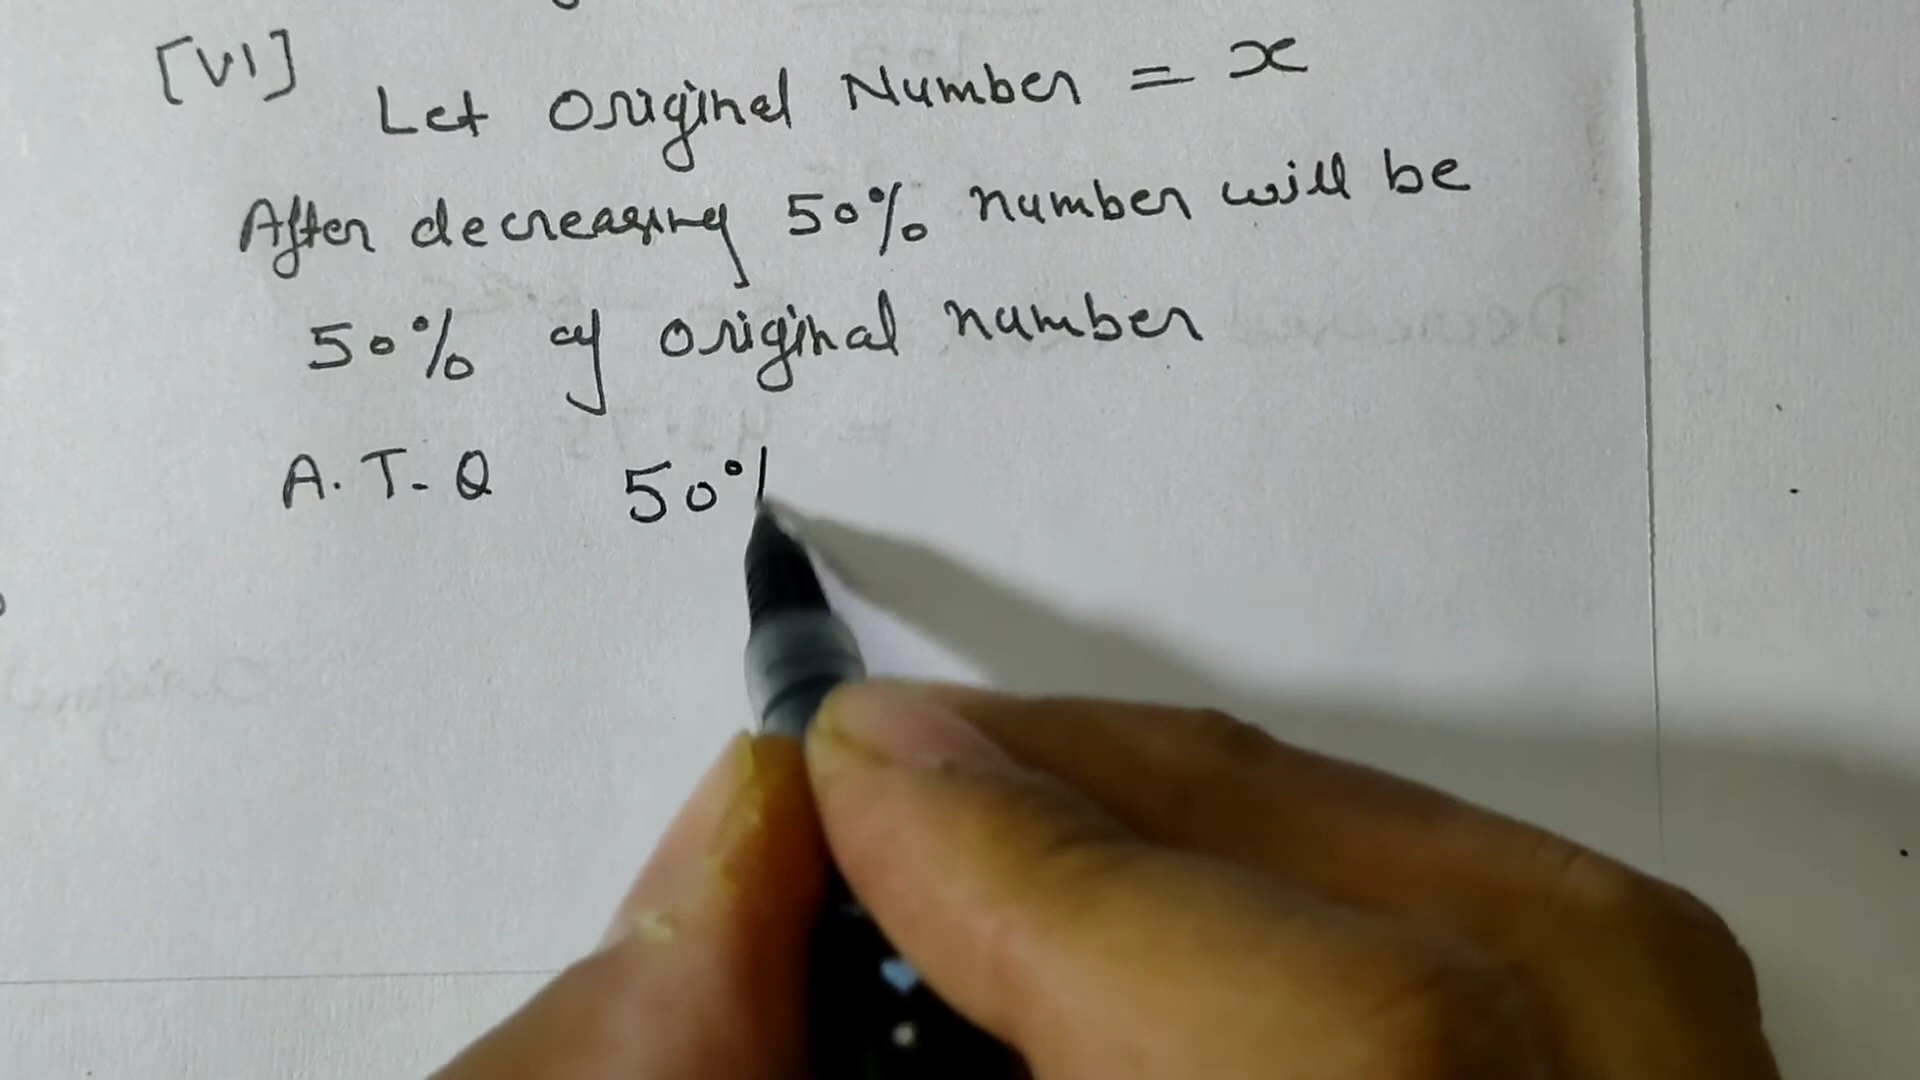 [VI] Let Original Number = x
After decreasing 50% number will be
50% of original number
A. T. Q 50%